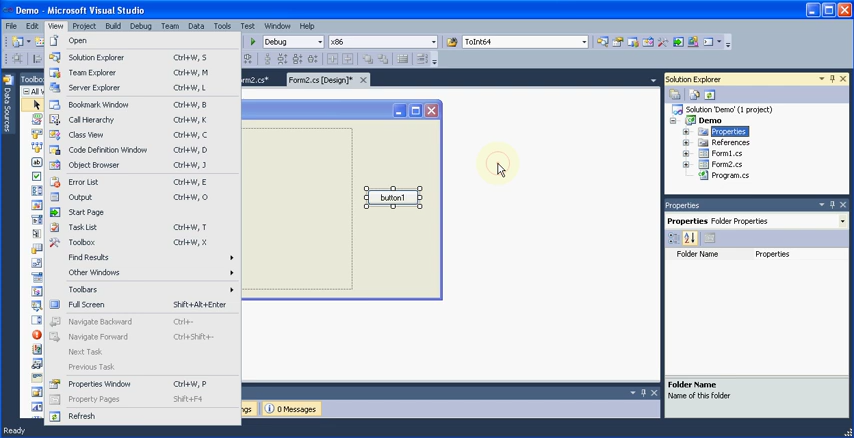 Demo - Microsoft Visual Studio
File Edit View Project Build Debug Team Data Tools Test Window Help
Debug x86 ToInt64
Data Sources
Toolbox
Form2.cs [Design]*
Open
Solution Explorer Ctrl+W, S
Team Explorer Ctrl+W, M
Server Explorer Ctrl+W, L
Bookmark Window Ctrl+W, B
Call Hierarchy Ctrl+W, K
Class View Ctrl+W, C
Code Definition Window Ctrl+W, D
Object Browser Ctrl+W, J
Error List Ctrl+W, E
Output Ctrl+W, O
Start Page
Task List Ctrl+W, T
Toolbox Ctrl+W, X
Find Results
Other Windows
Toolbars
Full Screen Shift+Alt+Enter
Navigate Backward Ctrl+-
Navigate Forward Ctrl+Shift+-
Next Task
Previous Task
Properties Window Ctrl+W, P
Property Pages Shift+F4
Refresh
button1
0 Messages
Solution Explorer
Solution 'Demo' (1 project)
Demo
Properties
References
Form1.cs
Form2.cs
Program.cs
Properties
Properties Folder Properties
Folder Name Properties
Folder Name
Name of this folder
Ready